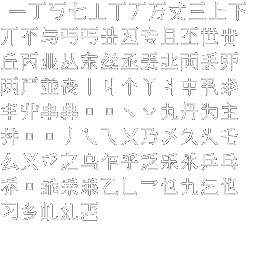 一丁丂七丄丅丆万丈三上下
丌不与丏丐丑丒专且丕世丗
丘丙业丛东丝丞丟丠両丢丣
两严並丧丨丩个丫丬中丮
丱串丳丶丷丸丹为主
丼丿乀乁乂乃乄久乆乇
么义乊之乌乍乎乏乐乑乒乓
乔乖乗乘乙乚乛乜九乞也
习乡乢乣